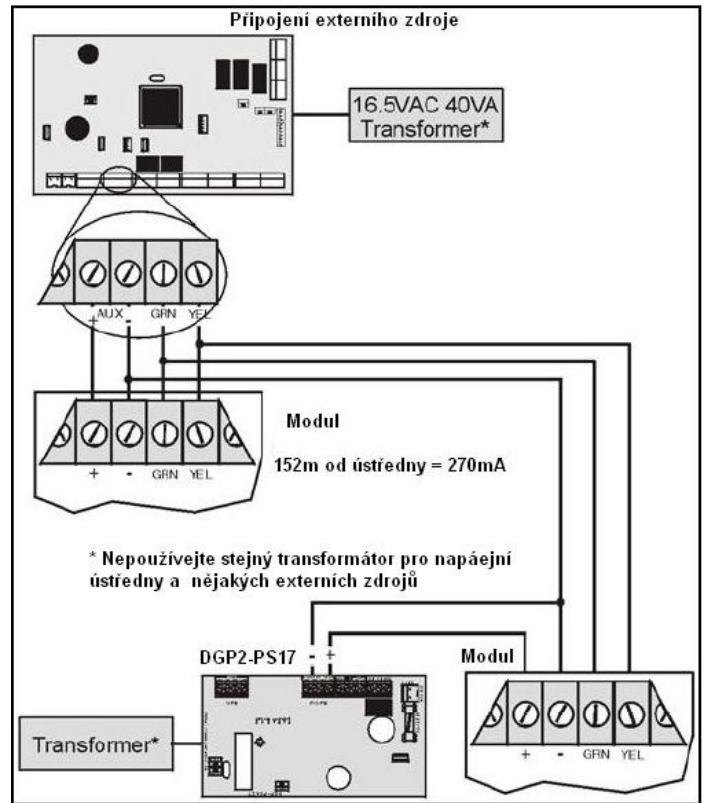 Připojení externího zdroje
16.5VAC 40VA
Transformer*
+ AUX - GRN YEL
Modul
152m od ústředny = 270mA
+ - GRN YEL
* Nepoužívejte stejný transformátor pro napáejní
ústředny a nějakých externích zdrojů
DGP2-PS17
- +
Modul
Transformer*
+ - GRN YEL